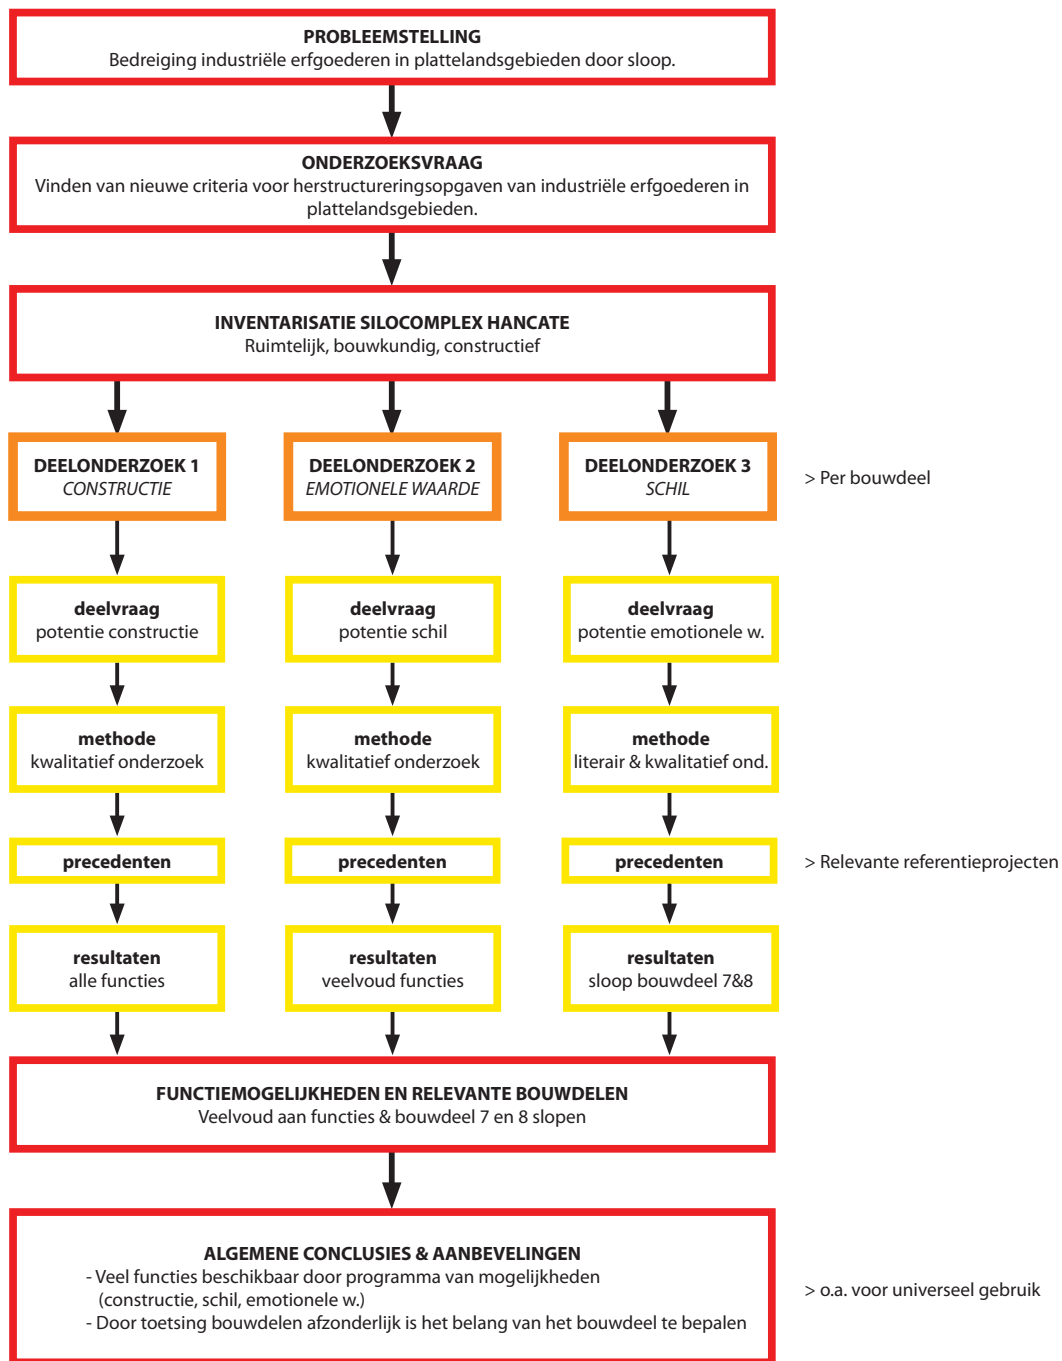 PROBLEEMSTELLING
Bedreiging industriële erfgoederen in plattelandsgebieden door sloop.
ONDERZOEKSVRAAG
Vinden van nieuwe criteria voor herstructureringsopgaven van industriële erfgoederen in
plattelandsgebieden.
INVENTARISATIE SILOCOMPLEX HANCATE
Ruimtelijk, bouwkundig, constructief
DEELONDERZOEK 1
CONSTRUCTIE
DEELONDERZOEK 2
EMOTIONELE WAARDE
DEELONDERZOEK 3
SCHIL
> Per bouwdeel
deelvraag
potentie constructie
deelvraag
potentie schil
deelvraag
potentie emotionele w.
methode
kwalitatief onderzoek
methode
kwalitatief onderzoek
methode
literair & kwalitatief ond.
precedenten
precedenten
precedenten
> Relevante referentieprojecten
resultaten
alle functies
resultaten
veelvoud functies
resultaten
sloop bouwdeel 7&8
FUNCTIEMOGELIJKHEDEN EN RELEVANTE BOUWDELEN
Veelvoud aan functies & bouwdeel 7 en 8 slopen
ALGEMENE CONCLUSIES & AANBEVELINGEN
- Veel functies beschikbaar door programma van mogelijkheden
(constructie, schil, emotionele w.)
- Door toetsing bouwdelen afzonderlijk is het belang van het bouwdeel te bepalen
> o.a. voor universeel gebruik